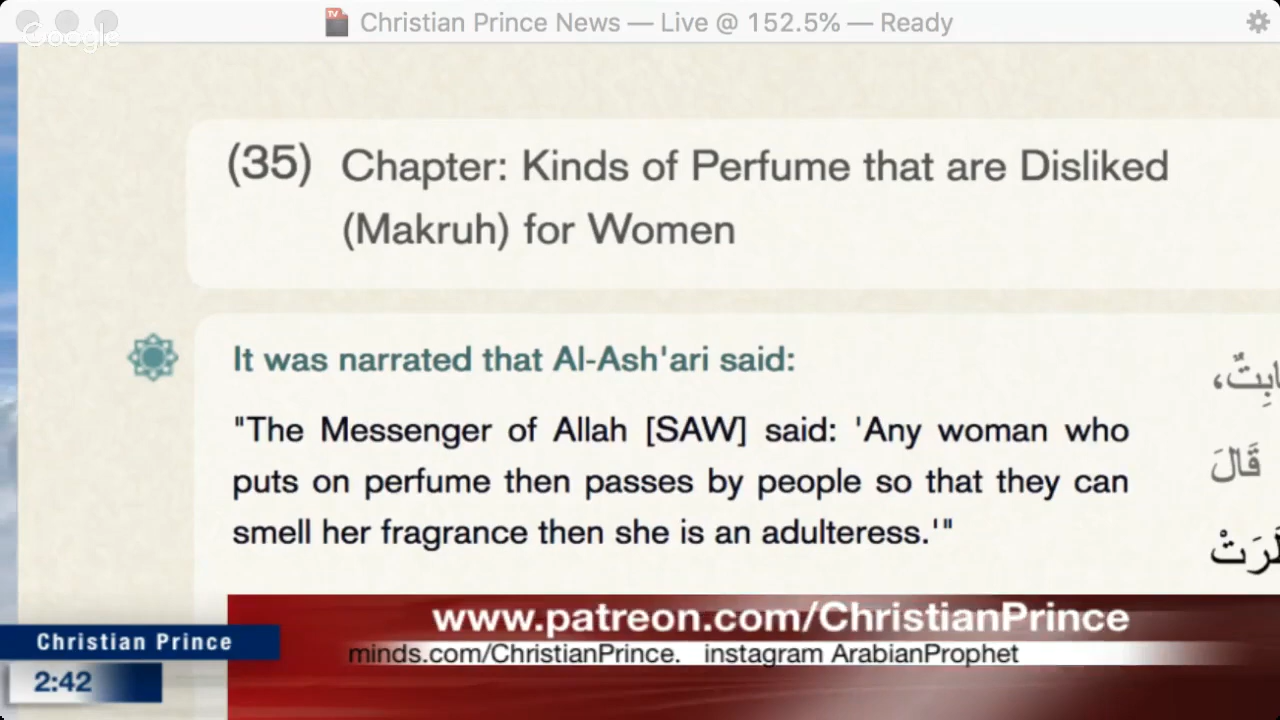 Christian Prince News — Live @ 152.5% — Ready
Google
(35) Chapter: Kinds of Perfume that are Disliked
(Makruh) for Women
It was narrated that Al-Ash'ari said:
"The Messenger of Allah [SAW] said: 'Any woman who
puts on perfume then passes by people so that they can
smell her fragrance then she is an adulteress.'"
قَالَ
www.patreon.com/ChristianPrince
Christian Prince
minds.com/ChristianPrince. instagram ArabianProphet
2:42